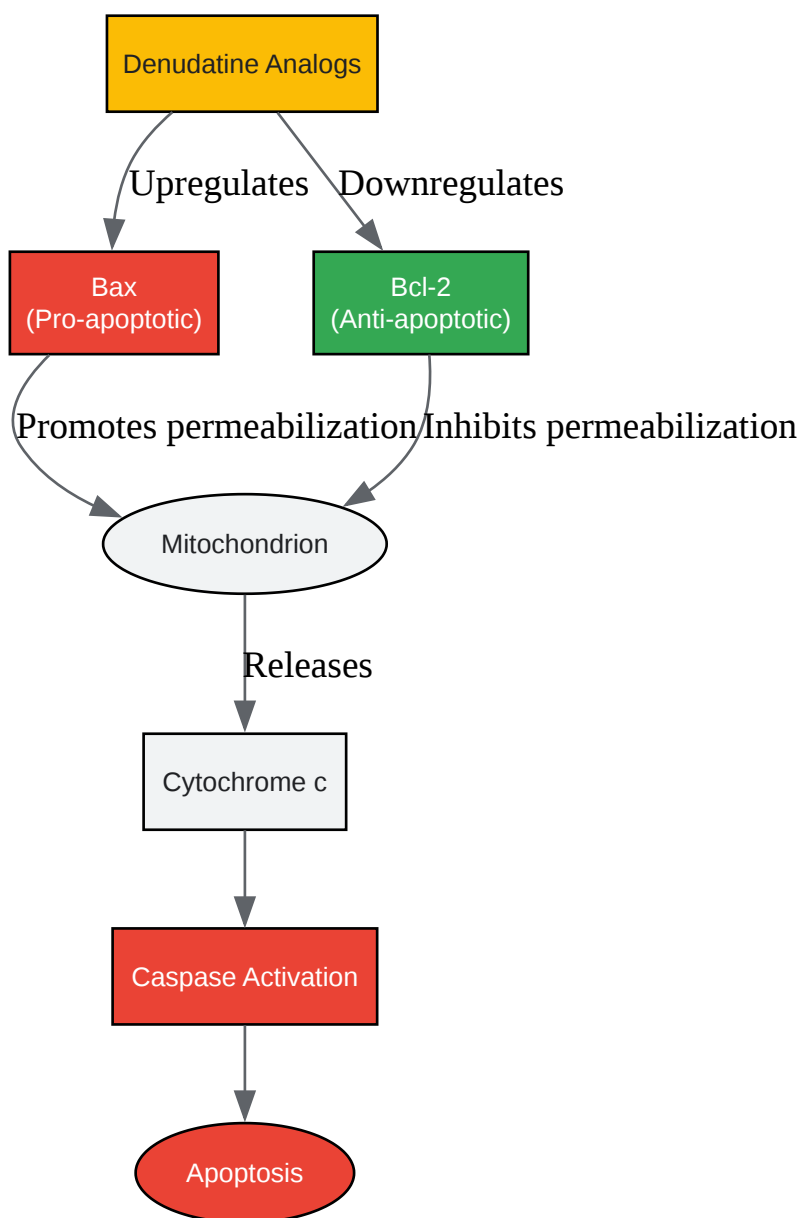 Denudatine Analogs
Upregulates
Downregulates
Bax
(Pro-apoptotic)
Bcl-2
(Anti-apoptotic)
Promotes permeabilization
Inhibits permeabilization
Mitochondrion
Releases
Cytochrome c
Caspase Activation
Apoptosis